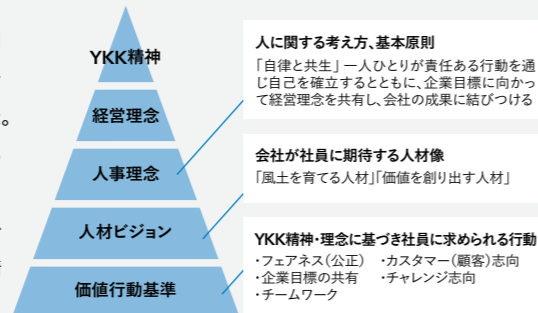 YKK精神
経営理念
人事理念
人材ビジョン
価値行動基準
人に関する考え方、基本原則
「自律と共生」一人ひとりが責任ある行動を通
じ自己を確立するとともに、企業目標に向かっ
て経営理念を共有し、会社の成果に結びつける
会社が社員に期待する人材像
「風土を育てる人材」「価値を創り出す人材」
YKK精神・理念に基づき社員に求められる行動
・フェアネス（公正） ・カスタマー（顧客）志向
・企業目標の共有 ・チャレンジ志向
・チームワーク